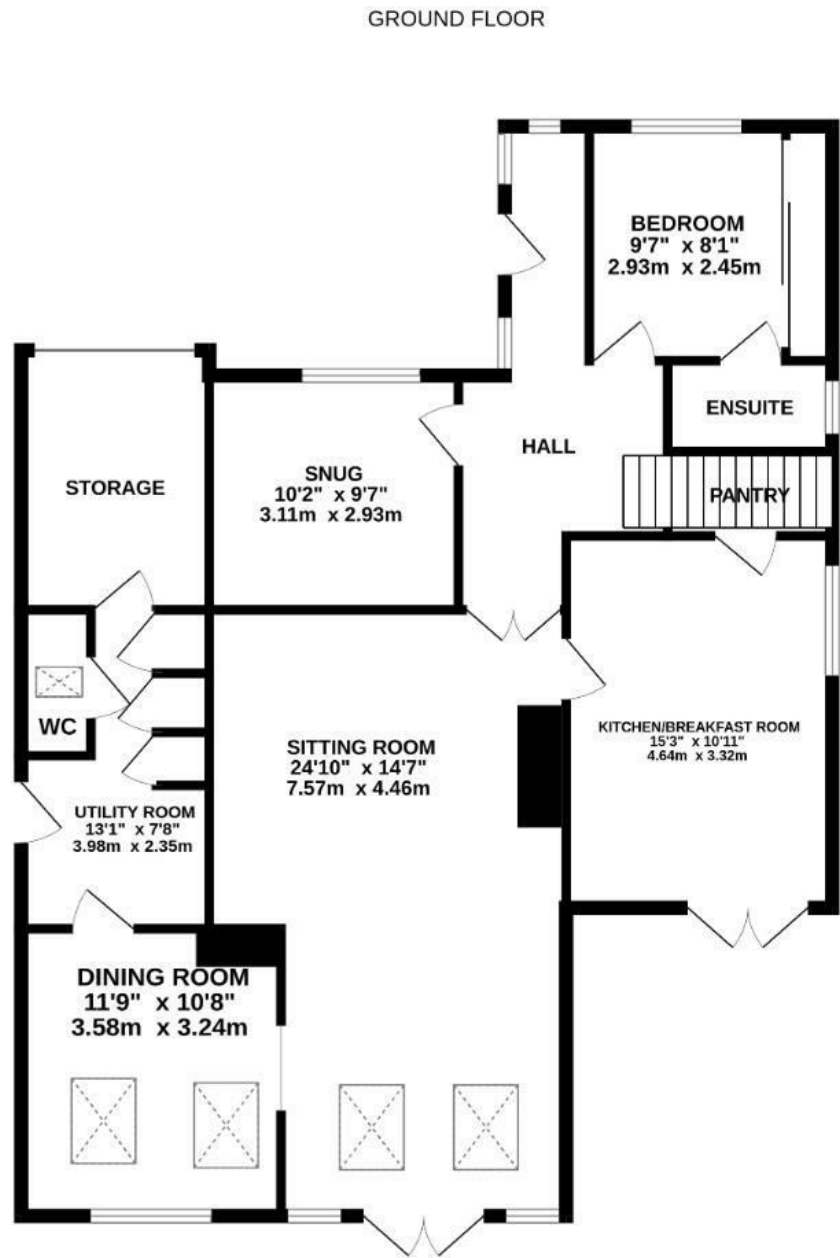 GROUND FLOOR
BEDROOM
9'7" x 8'1"
2.93m x 2.45m
ENSUITE
HALL
PANTRY
SNUG
10'2" x 9'7"
3.11m x 2.93m
STORAGE
WC
SITTING ROOM
24'10" x 14'7"
7.57m x 4.46m
KITCHEN/BREAKFAST ROOM
15'3" x 10'11"
4.64m x 3.32m
UTILITY ROOM
13'1" x 7'8"
3.98m x 2.35m
DINING ROOM
11'9" x 10'8"
3.58m x 3.24m